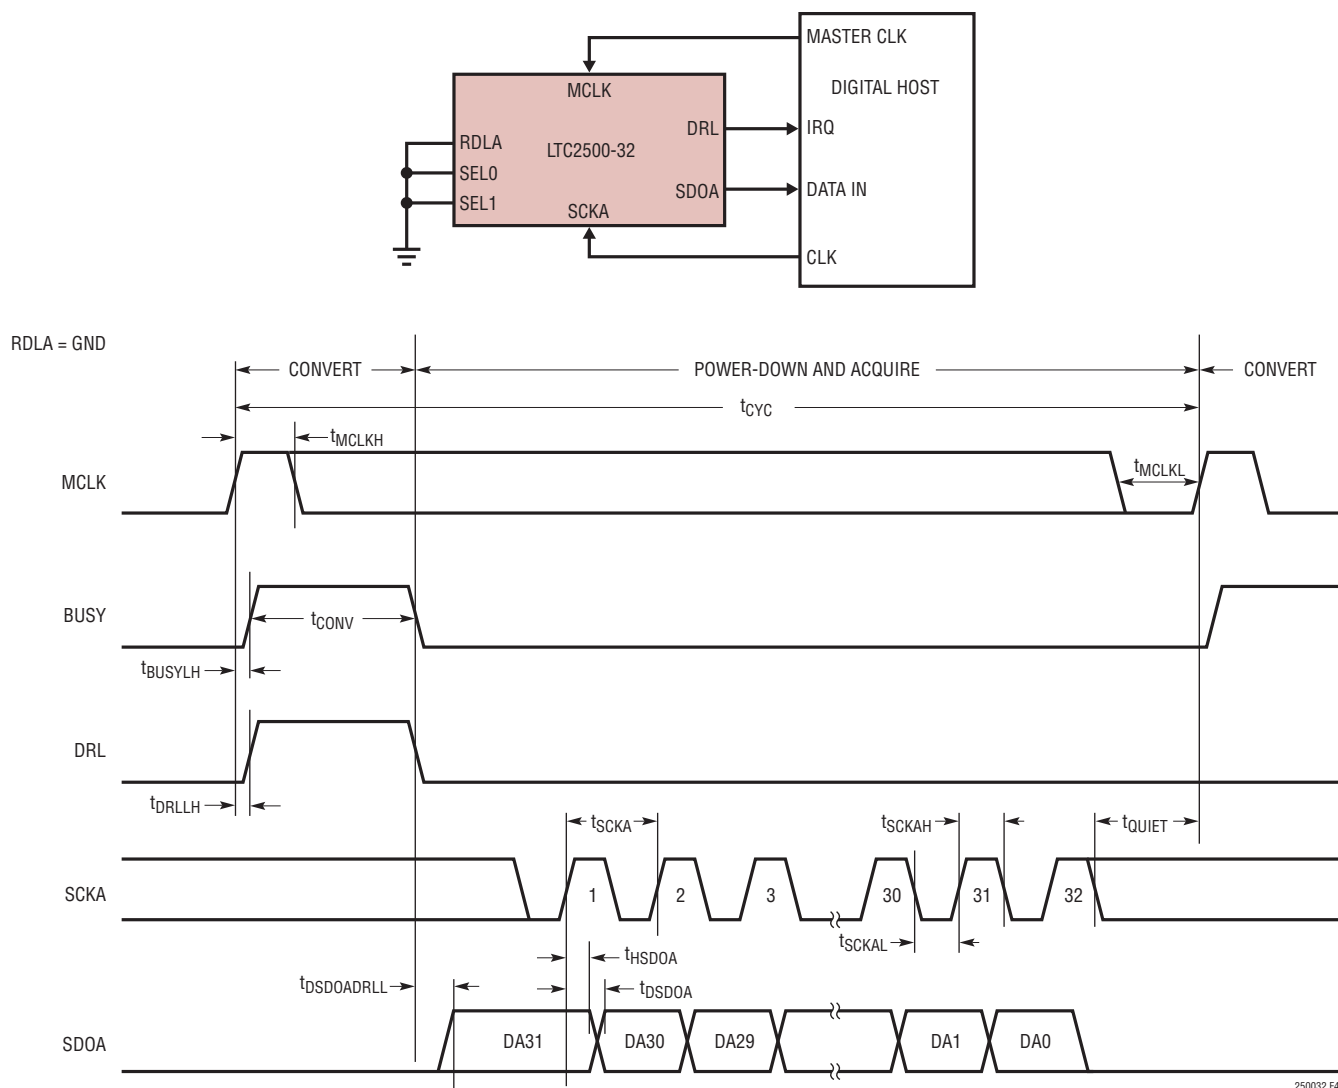 MASTER CLK
MCLK
DIGITAL HOST
DRL
IRQ
RDLA
LTC2500-32
SEL0
SDOA
DATA IN
SEL1
SCKA
CLK
RDLA = GND
CONVERT
POWER-DOWN AND ACQUIRE
CONVERT
tCYC
tMCLKH
MCLK
tMCLKL
BUSY
tCONV
tBUSYLH
DRL
tDRLLH
tSCKA
tSCKAH
tQUIET
SCKA
1
2
3
30
31
32
tSCKAL
tHSDOA
tDSDOADRLL
tDSDOA
SDOA
DA31
DA30
DA29
DA1
DA0